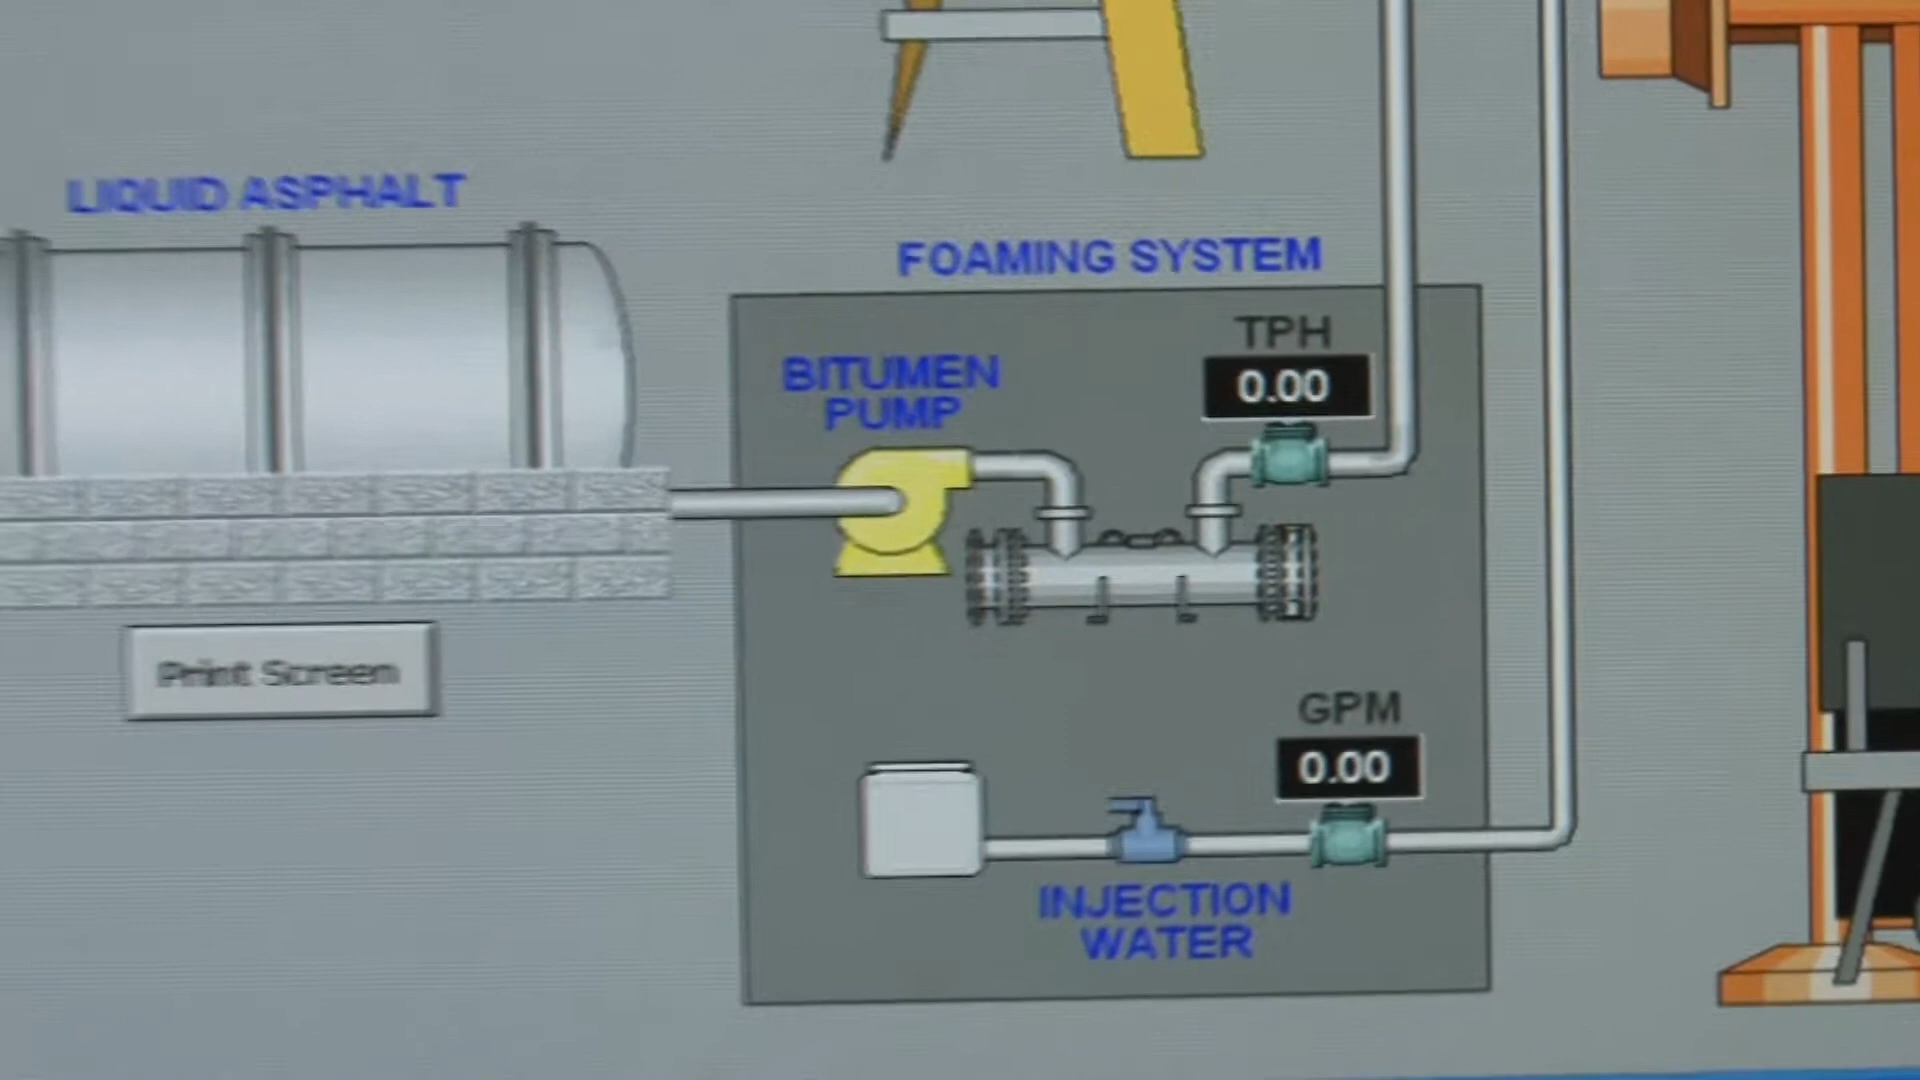 LIQUID ASPHALT
FOAMING SYSTEM
TPH
0.00
BITUMEN
PUMP
Print Screen
GPM
0.00
INJECTION
WATER